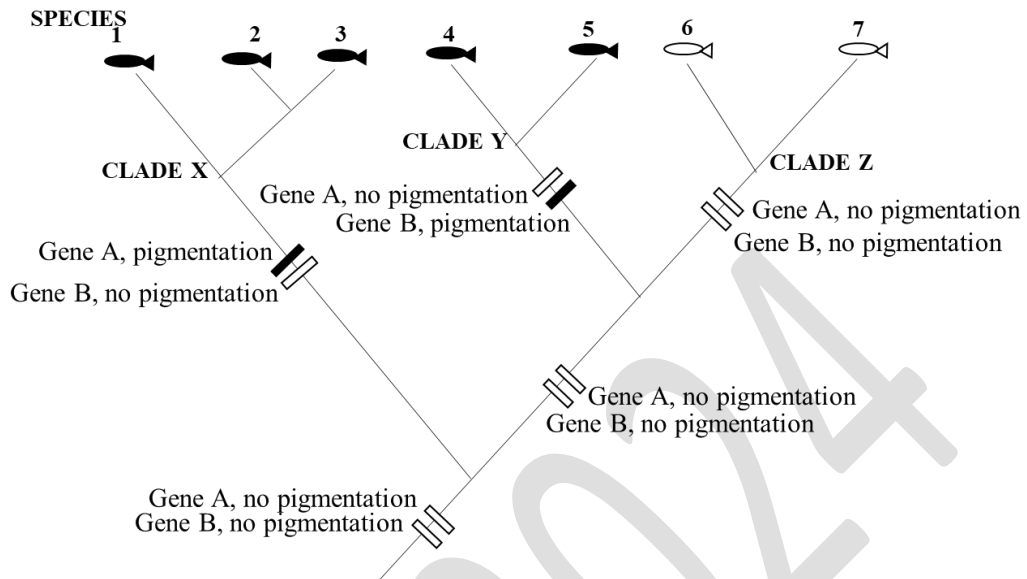 SPECIES
1
2
3
4
5
6
7
CLADE X
CLADE Y
CLADE Z
Gene A, no pigmentation
Gene B, pigmentation
Gene A, no pigmentation
Gene B, no pigmentation
Gene A, pigmentation
Gene B, no pigmentation
Gene A, no pigmentation
Gene B, no pigmentation
Gene A, no pigmentation
Gene B, no pigmentation
2024